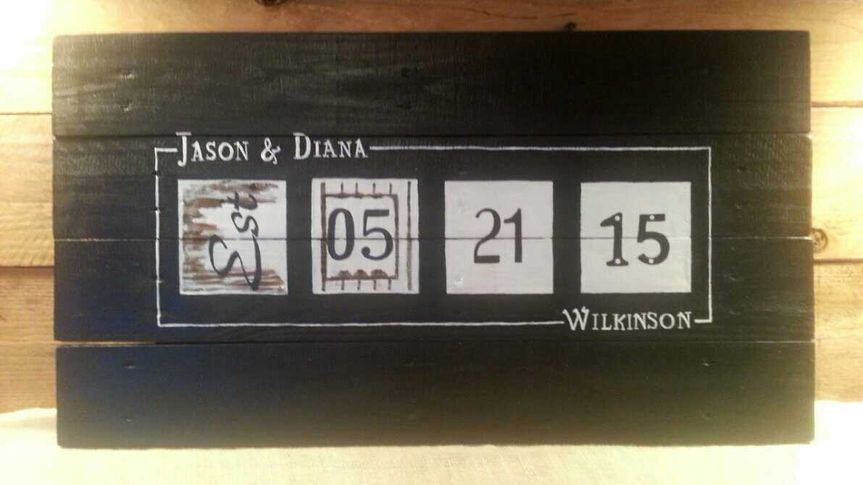 Jason & Diana
Est 05 21 15
Wilkinson